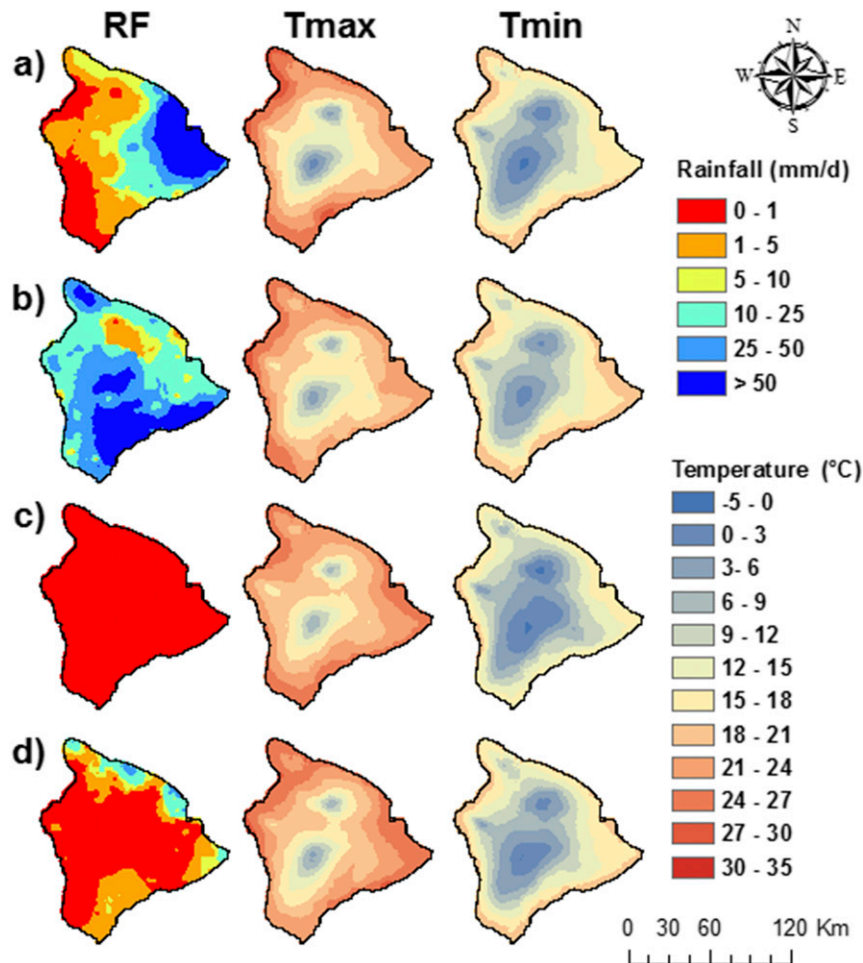 RF Tmax Tmin
N
W E
S
a)
b)
c)
d)
Rainfall (mm/d)
0 - 1
1 - 5
5 - 10
10 - 25
25 - 50
> 50
Temperature (°C)
-5 - 0
0 - 3
3 - 6
6 - 9
9 - 12
12 - 15
15 - 18
18 - 21
21 - 24
24 - 27
27 - 30
30 - 35
0 30 60 120 Km